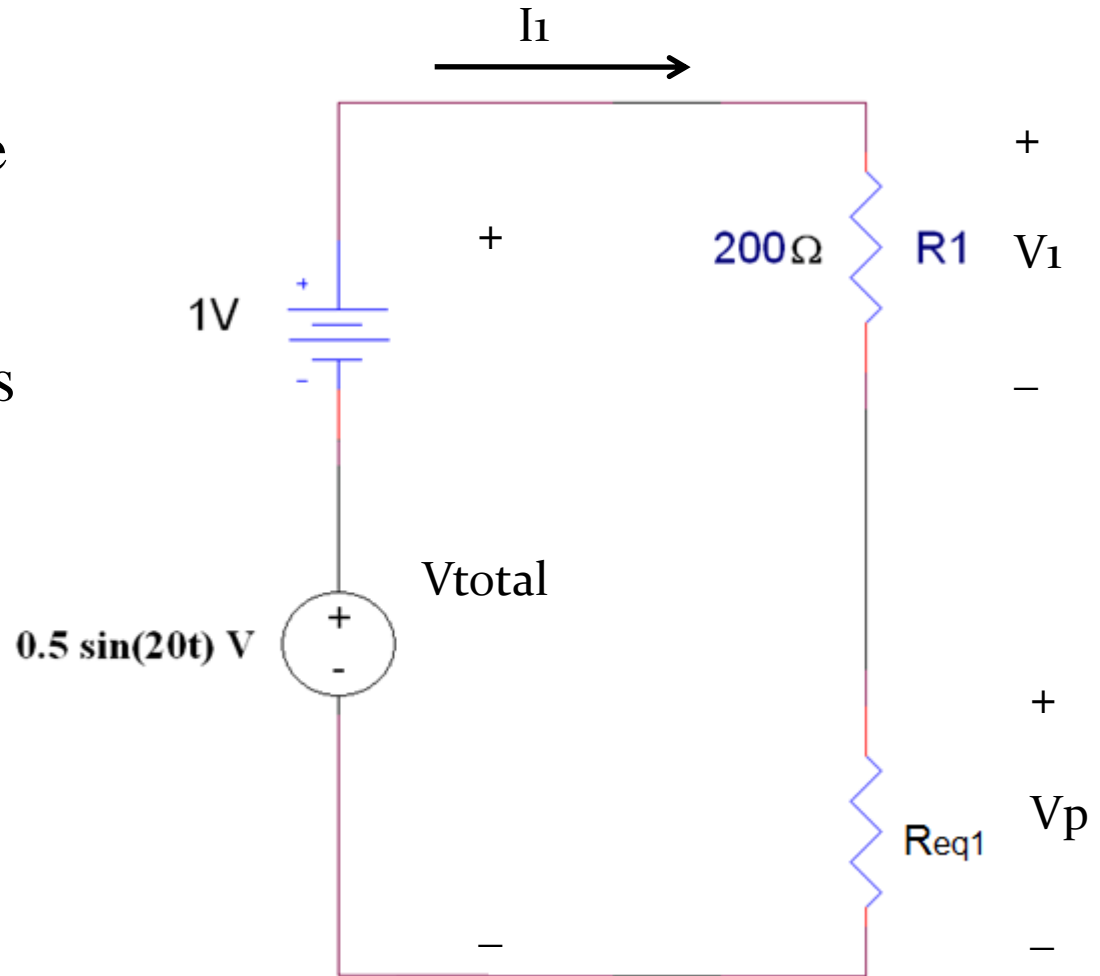 I1
e
+
+
200Ω R1 V1
1V
+
-
s
–
Vtotal
+
-
0.5 sin(20t) V
+
Vp
Req1
–
–